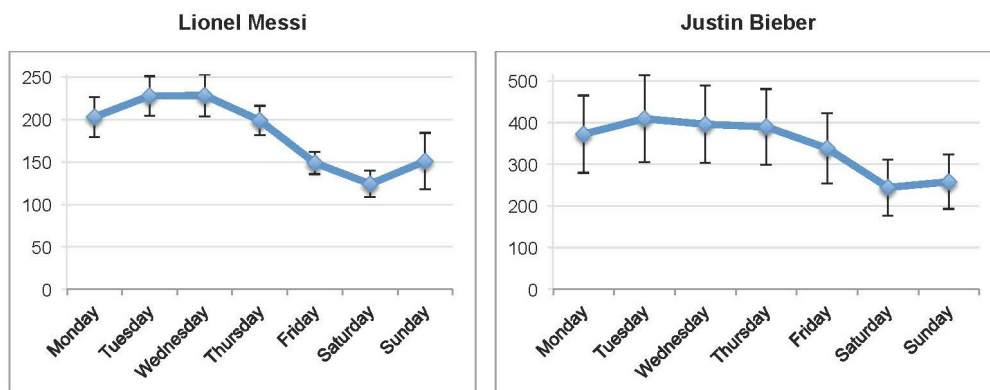 Lionel Messi
250
200
150
100
50
0
Monday
Tuesday
Wednesday
Thursday
Friday
Saturday
Sunday
Justin Bieber
500
400
300
200
100
0
Monday
Tuesday
Wednesday
Thursday
Friday
Saturday
Sunday